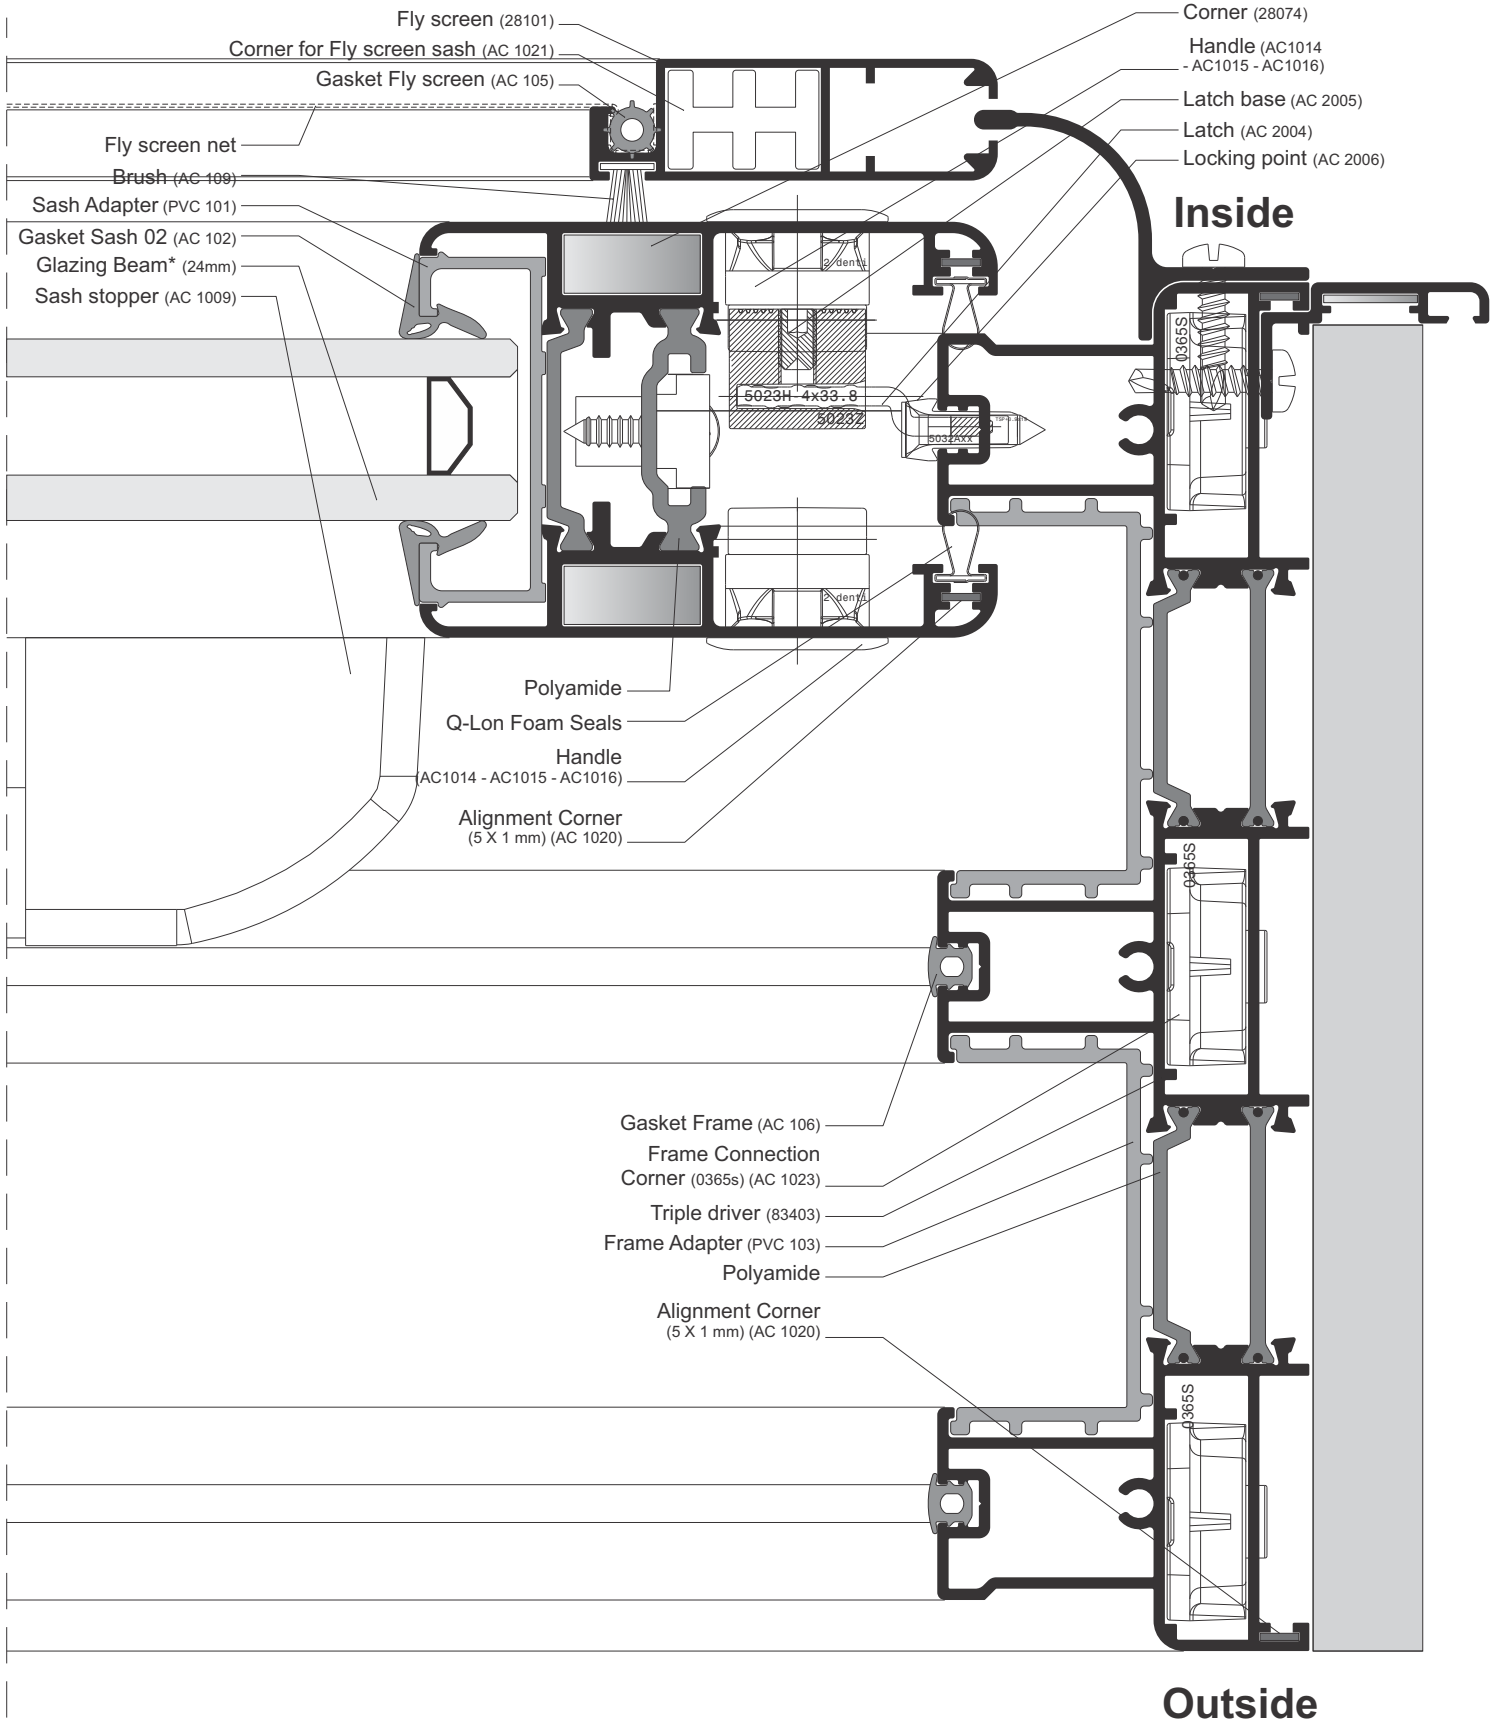 Fly screen (28101)
Corner for Fly screen sash (AC 1021)
Gasket Fly screen (AC 105)
Fly screen net
Brush (AC 109)
Sash Adapter (PVC 101)
Gasket Sash 02 (AC 102)
Glazing Beam* (24mm)
Sash stopper (AC 1009)
Corner (28074)
Handle (AC1014
- AC1015 - AC1016)
Latch base (AC 2005)
Latch (AC 2004)
Locking point (AC 2006)
Inside
2 denti
0365S
5023H-4x33.8
5023Z
5032Axx
2 denti
Polyamide
Q-Lon Foam Seals
Handle
(AC1014 - AC1015 - AC1016)
Alignment Corner
(5 X 1 mm) (AC 1020)
0365S
Gasket Frame (AC 106)
Frame Connection
Corner (0365s) (AC 1023)
Triple driver (83403)
Frame Adapter (PVC 103)
Polyamide
Alignment Corner
(5 X 1 mm) (AC 1020)
0365S
Outside